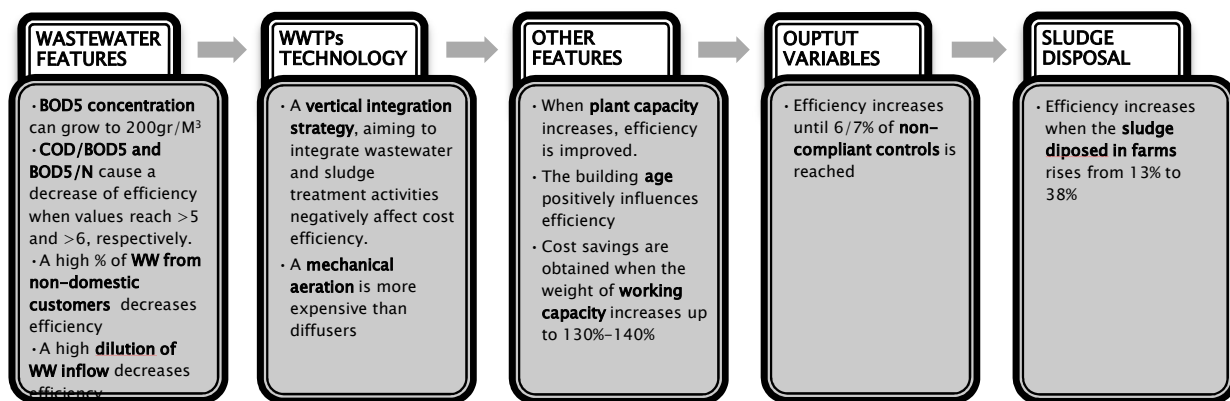 WASTEWATER
FEATURES
• BOD5 concentration
can grow to 200gr/M³
• COD/BOD5 and
BOD5/N cause a
decrease of efficiency
when values reach >5
and >6, respectively.
• A high % of WW from
non-domestic
customers decreases
efficiency
• A high dilution of
WW inflow decreases
efficiency
WWTPs
TECHNOLOGY
• A vertical integration
strategy, aiming to
integrate wastewater
and sludge
treatment activities
negatively affect cost
efficiency.
• A mechanical
aeration is more
expensive than
diffusers
OTHER
FEATURES
• When plant capacity
increases, efficiency
is improved.
• The building age
positively influences
efficiency
• Cost savings are
obtained when the
weight of working
capacity increases up
to 130%-140%
OUPTUT
VARIABLES
• Efficiency increases
until 6/7% of non-
compliant controls is
reached
SLUDGE
DISPOSAL
• Efficiency increases
when the sludge
diposed in farms
rises from 13% to
38%